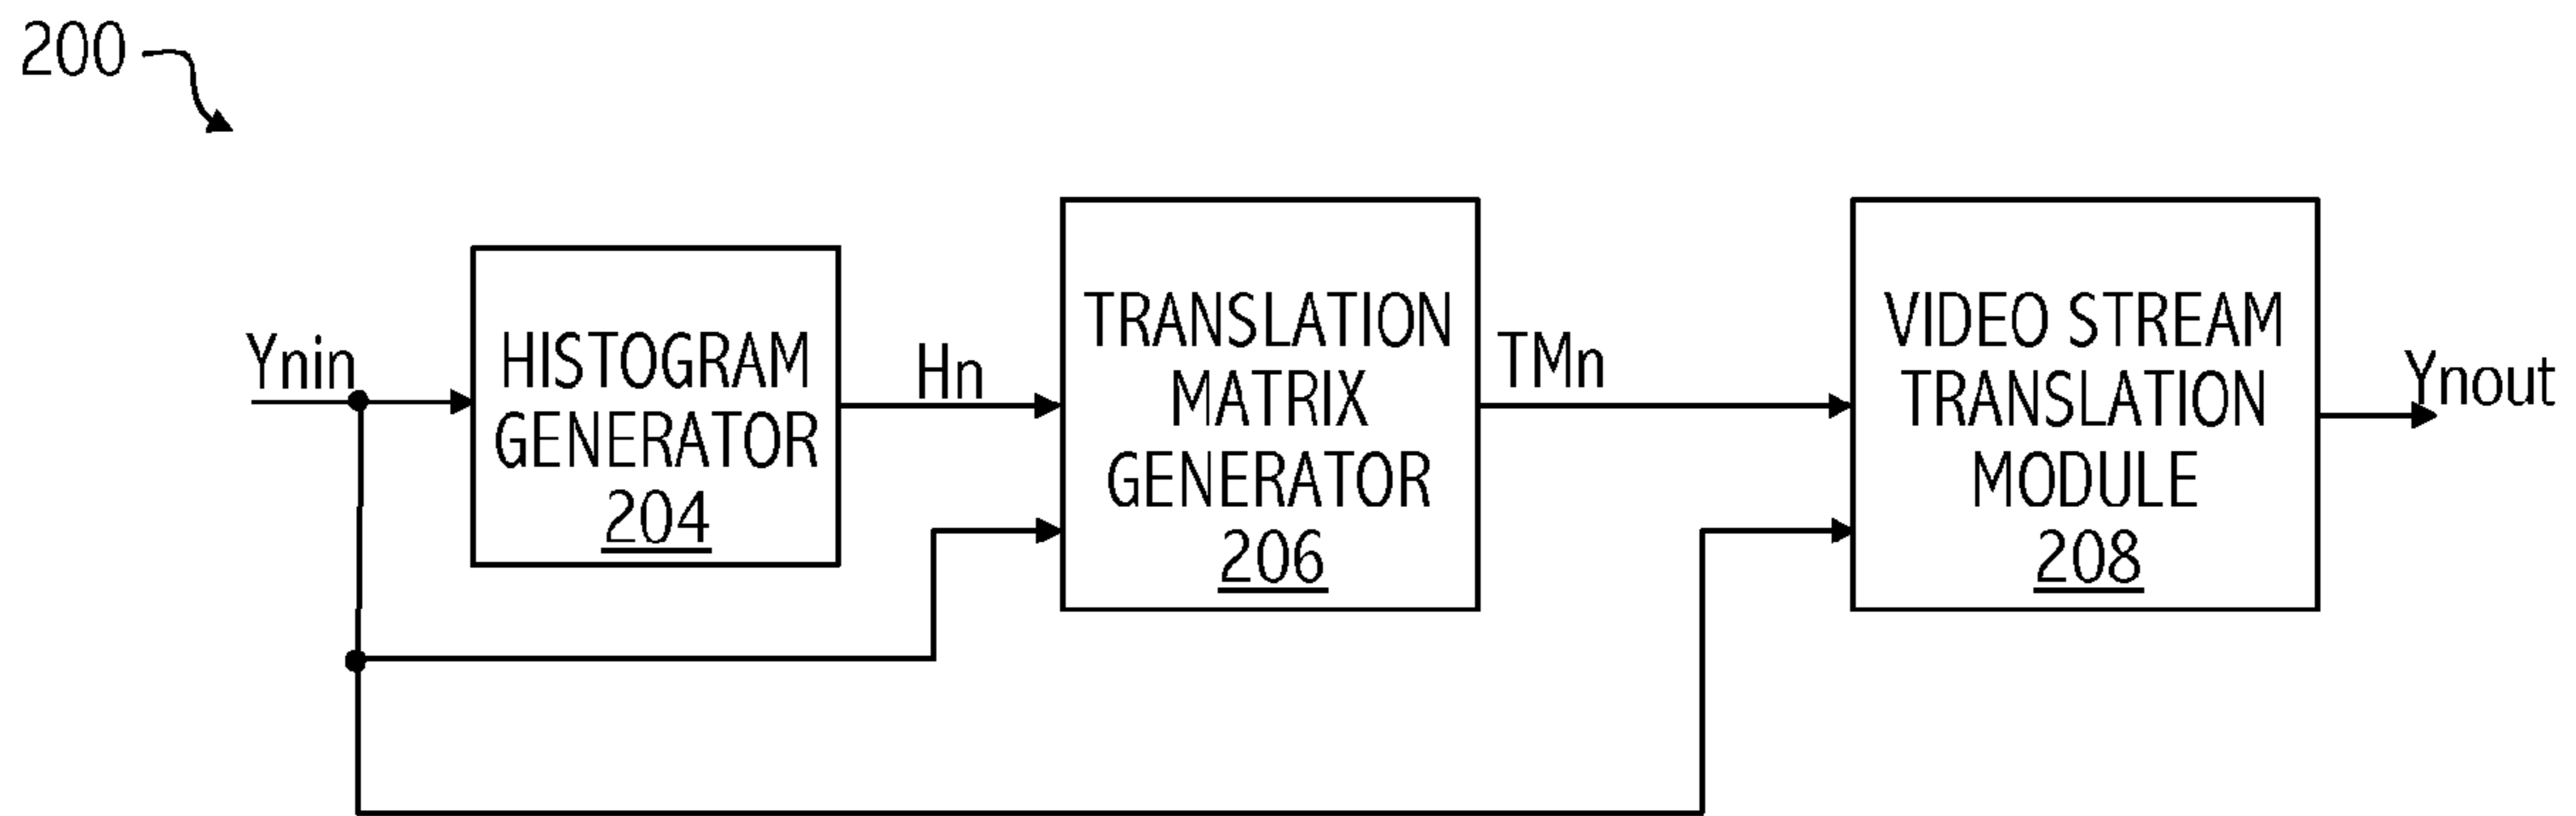 200
Ynin
HISTOGRAM
GENERATOR
204
Hn
TRANSLATION
MATRIX
GENERATOR
206
TMn
VIDEO STREAM
TRANSLATION
MODULE
208
Ynout